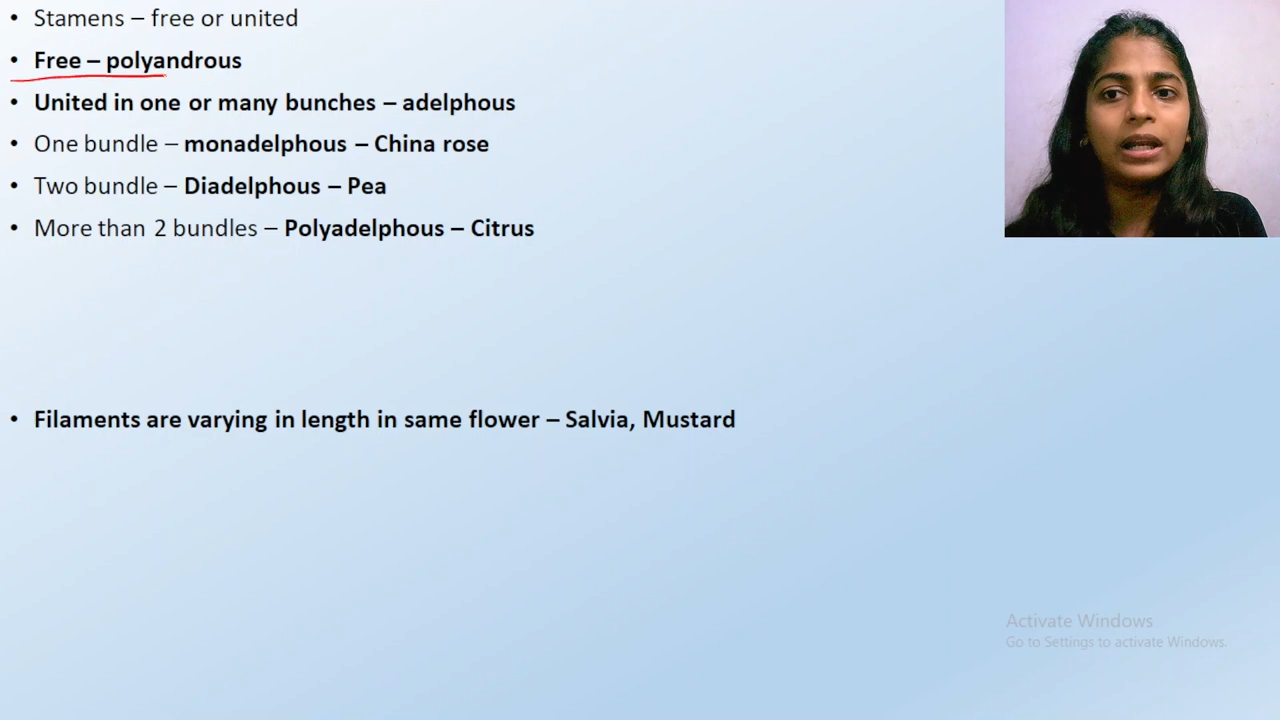 • Stamens – free or united
• Free – polyandrous
• United in one or many bunches – adelphous
• One bundle – monadelphous – China rose
• Two bundle – Diadelphous – Pea
• More than 2 bundles – Polyadelphous – Citrus
• Filaments are varying in length in same flower – Salvia, Mustard
Activate Windows
Go to Settings to activate Windows.